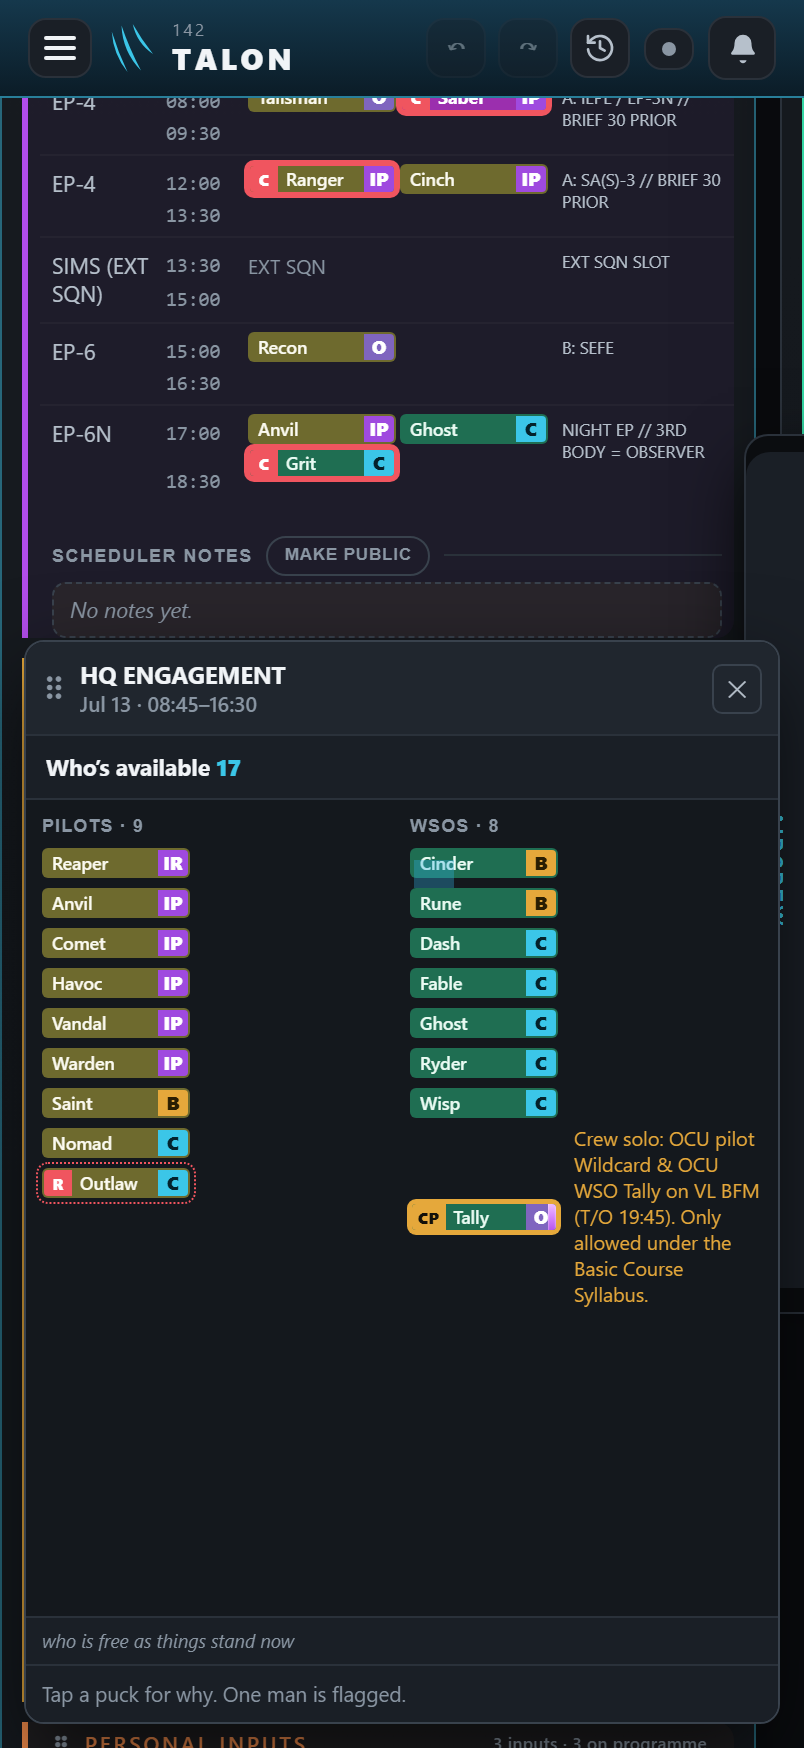 142
TALON
EP-4
08:00
Talisman O
C Saber IP
A: IEPE / EP-5N //
BRIEF 30 PRIOR
09:30
EP-4
12:00
C Ranger IP
Cinch IP
A: SA(S)-3 // BRIEF 30
PRIOR
13:30
SIMS (EXT
SQN)
13:30
EXT SQN
EXT SQN SLOT
15:00
EP-6
15:00
Recon O
B: SEFE
16:30
EP-6N
17:00
Anvil IP
Ghost C
C Grit C
NIGHT EP // 3RD
BODY = OBSERVER
18:30
SCHEDULER NOTES
MAKE PUBLIC
No notes yet.
HQ ENGAGEMENT
Jul 13 · 08:45–16:30
Who's available 17
PILOTS · 9
Reaper IR
Anvil IP
Comet IP
Havoc IP
Vandal IP
Warden IP
Saint B
Nomad C
R Outlaw C
WSOS · 8
Cinder B
Rune B
Dash C
Fable C
Ghost C
Ryder C
Wisp C
CP Tally O
Crew solo: OCU pilot
Wildcard & OCU
WSO Tally on VL BFM
(T/O 19:45). Only
allowed under the
Basic Course
Syllabus.
who is free as things stand now
Tap a puck for why. One man is flagged.
PERSONAL INPUTS
3 inputs · 3 on programme